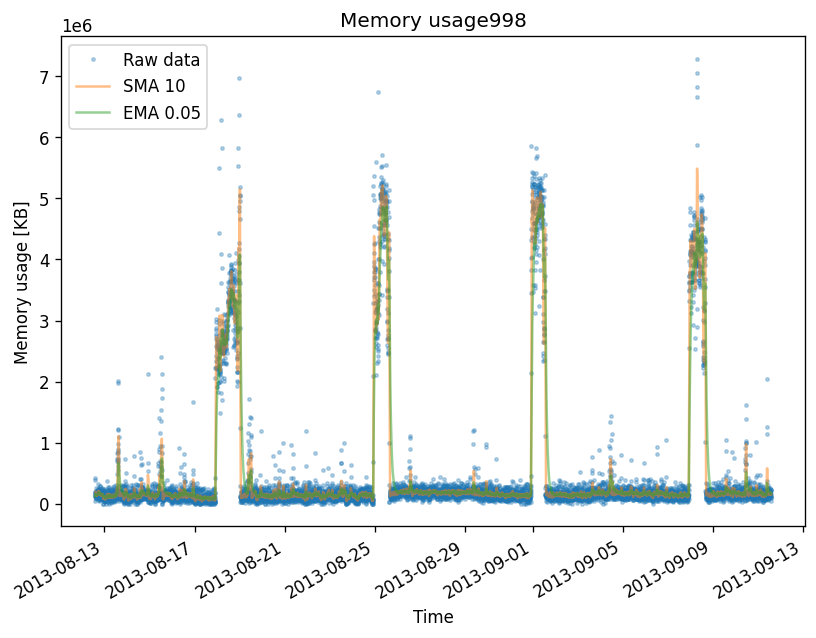 Memory usage998
1e6
Raw data
SMA 10
EMA 0.05
7
6
5
4
3
2
1
0
Memory usage [KB]
2013-08-13
2013-08-17
2013-08-21
2013-08-25
2013-08-29
2013-09-01
2013-09-05
2013-09-09
2013-09-13
Time